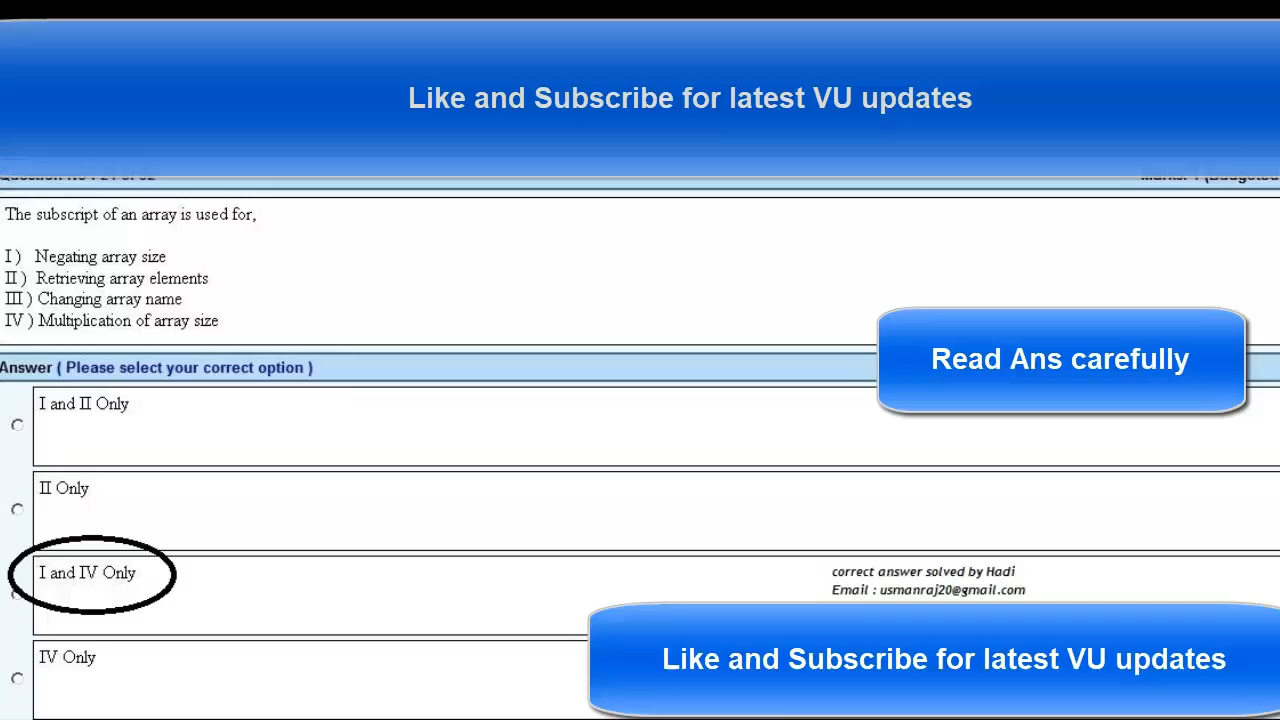 Like and Subscribe for latest VU updates
The subscript of an array is used for,
I ) Negating array size
II ) Retrieving array elements
III ) Changing array name
IV ) Multiplication of array size
Answer ( Please select your correct option )
Read Ans carefully
I and II Only
II Only
I and IV Only
correct answer solved by Hadi
Email : usmanraj20@gmail.com
IV Only
Like and Subscribe for latest VU updates